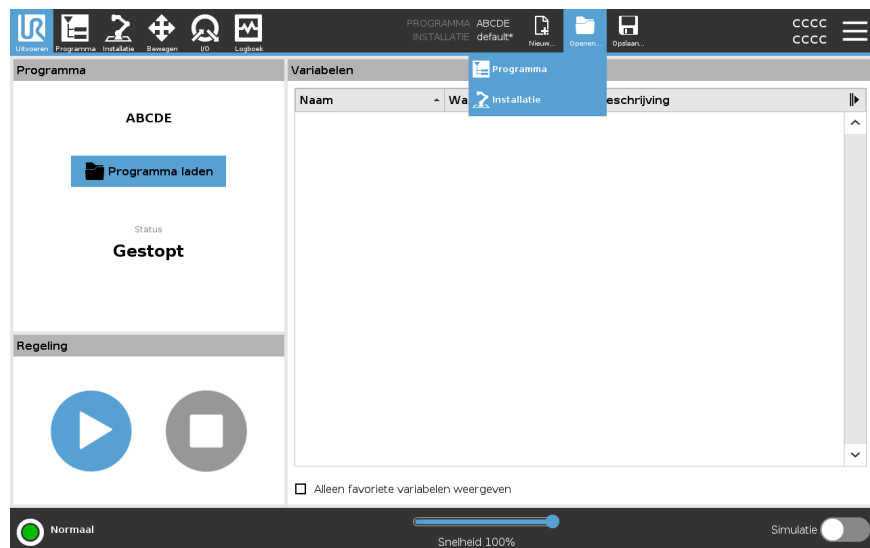 UR
PROGRAMMA ABCDE
INSTALLATIE default*
CCCC
CCCC
Uitvoeren Programma Installatie Bewegen I/O Logboek Nieuw... Openen... Opslaan...
Programma
Variabelen
Programma
Installatie
Naam
Wa
eschrijving
ABCDE
Programma laden
Status
Gestopt
Regeling
Alleen favoriete variabelen weergeven
Normaal
Snelheid 100%
Simulatie